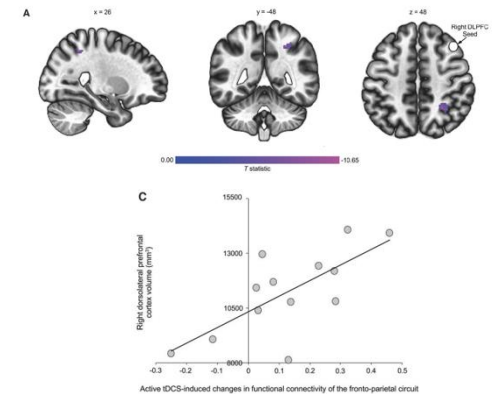 A
x = 26
y = -48
z = 48
Right DLPFC
Seed
0.00
-10.65
T statistic
C
Right dorsolateral prefrontal
cortex volume (mm³)
15500
13000
10500
8000
-0.3 -0.2 -0.1 0 0.1 0.2 0.3 0.4 0.5
Active tDCS-induced changes in functional connectivity of the fronto-parietal circuit